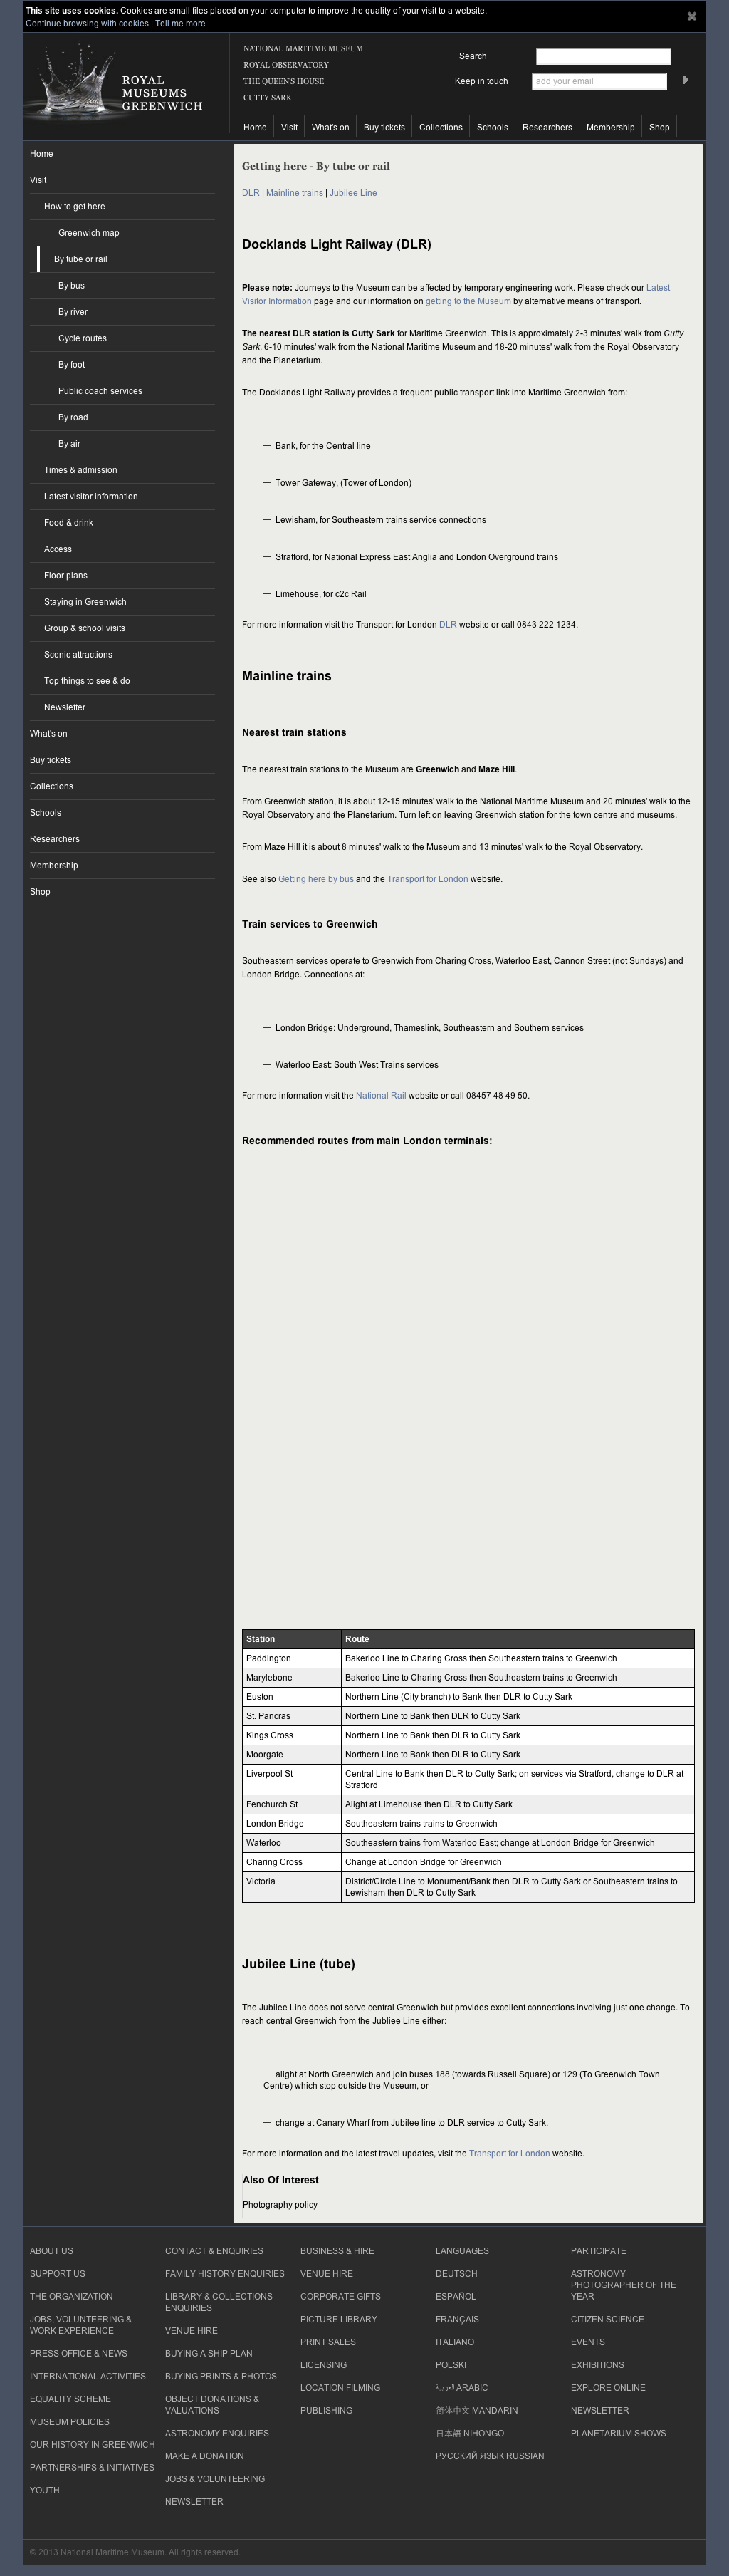 This site uses cookies. Cookies are small files placed on your computer to improve the quality of your visit to a website.
Continue browsing with cookies | Tell me more
ROYAL
MUSEUMS
GREENWICH
NATIONAL MARITIME MUSEUM
ROYAL OBSERVATORY
THE QUEEN'S HOUSE
CUTTY SARK
Search
Keep in touch
add your email
Home
Visit
What's on
Buy tickets
Collections
Schools
Researchers
Membership
Shop
Home
Visit
How to get here
Greenwich map
By tube or rail
By bus
By river
Cycle routes
By foot
Public coach services
By road
By air
Times & admission
Latest visitor information
Food & drink
Access
Floor plans
Staying in Greenwich
Group & school visits
Scenic attractions
Top things to see & do
Newsletter
What's on
Buy tickets
Collections
Schools
Researchers
Membership
Shop
Getting here - By tube or rail
DLR | Mainline trains | Jubilee Line
Docklands Light Railway (DLR)
Please note: Journeys to the Museum can be affected by temporary engineering work. Please check our Latest
Visitor Information page and our information on getting to the Museum by alternative means of transport.
The nearest DLR station is Cutty Sark for Maritime Greenwich. This is approximately 2-3 minutes' walk from Cutty
Sark, 6-10 minutes' walk from the National Maritime Museum and 18-20 minutes' walk from the Royal Observatory
and the Planetarium.
The Docklands Light Railway provides a frequent public transport link into Maritime Greenwich from:
— Bank, for the Central line
— Tower Gateway, (Tower of London)
— Lewisham, for Southeastern trains service connections
— Stratford, for National Express East Anglia and London Overground trains
— Limehouse, for c2c Rail
For more information visit the Transport for London DLR website or call 0843 222 1234.
Mainline trains
Nearest train stations
The nearest train stations to the Museum are Greenwich and Maze Hill.
From Greenwich station, it is about 12-15 minutes' walk to the National Maritime Museum and 20 minutes' walk to the
Royal Observatory and the Planetarium. Turn left on leaving Greenwich station for the town centre and museums.
From Maze Hill it is about 8 minutes' walk to the Museum and 13 minutes' walk to the Royal Observatory.
See also Getting here by bus and the Transport for London website.
Train services to Greenwich
Southeastern services operate to Greenwich from Charing Cross, Waterloo East, Cannon Street (not Sundays) and
London Bridge. Connections at:
— London Bridge: Underground, Thameslink, Southeastern and Southern services
— Waterloo East: South West Trains services
For more information visit the National Rail website or call 08457 48 49 50.
Recommended routes from main London terminals:
Station Route
Paddington Bakerloo Line to Charing Cross then Southeastern trains to Greenwich
Marylebone Bakerloo Line to Charing Cross then Southeastern trains to Greenwich
Euston Northern Line (City branch) to Bank then DLR to Cutty Sark
St. Pancras Northern Line to Bank then DLR to Cutty Sark
Kings Cross Northern Line to Bank then DLR to Cutty Sark
Moorgate Northern Line to Bank then DLR to Cutty Sark
Liverpool St Central Line to Bank then DLR to Cutty Sark; on services via Stratford, change to DLR at
Stratford
Fenchurch St Alight at Limehouse then DLR to Cutty Sark
London Bridge Southeastern trains trains to Greenwich
Waterloo Southeastern trains from Waterloo East; change at London Bridge for Greenwich
Charing Cross Change at London Bridge for Greenwich
Victoria District/Circle Line to Monument/Bank then DLR to Cutty Sark or Southeastern trains to
Lewisham then DLR to Cutty Sark
Jubilee Line (tube)
The Jubilee Line does not serve central Greenwich but provides excellent connections involving just one change. To
reach central Greenwich from the Jubliee Line either:
— alight at North Greenwich and join buses 188 (towards Russell Square) or 129 (To Greenwich Town
Centre) which stop outside the Museum, or
— change at Canary Wharf from Jubilee line to DLR service to Cutty Sark.
For more information and the latest travel updates, visit the Transport for London website.
Also Of Interest
Photography policy
ABOUT US
SUPPORT US
THE ORGANIZATION
JOBS, VOLUNTEERING &
WORK EXPERIENCE
PRESS OFFICE & NEWS
INTERNATIONAL ACTIVITIES
EQUALITY SCHEME
MUSEUM POLICIES
OUR HISTORY IN GREENWICH
PARTNERSHIPS & INITIATIVES
YOUTH
CONTACT & ENQUIRIES
FAMILY HISTORY ENQUIRIES
LIBRARY & COLLECTIONS
ENQUIRIES
VENUE HIRE
BUYING A SHIP PLAN
BUYING PRINTS & PHOTOS
OBJECT DONATIONS &
VALUATIONS
ASTRONOMY ENQUIRIES
MAKE A DONATION
JOBS & VOLUNTEERING
NEWSLETTER
BUSINESS & HIRE
VENUE HIRE
CORPORATE GIFTS
PICTURE LIBRARY
PRINT SALES
LICENSING
LOCATION FILMING
PUBLISHING
LANGUAGES
DEUTSCH
ESPAÑOL
FRANÇAIS
ITALIANO
POLSKI
العربية ARABIC
简体中文 MANDARIN
日本語 NIHONGO
РУССКИЙ ЯЗЫК RUSSIAN
PARTICIPATE
ASTRONOMY
PHOTOGRAPHER OF THE
YEAR
CITIZEN SCIENCE
EVENTS
EXHIBITIONS
EXPLORE ONLINE
NEWSLETTER
PLANETARIUM SHOWS
© 2013 National Maritime Museum. All rights reserved.